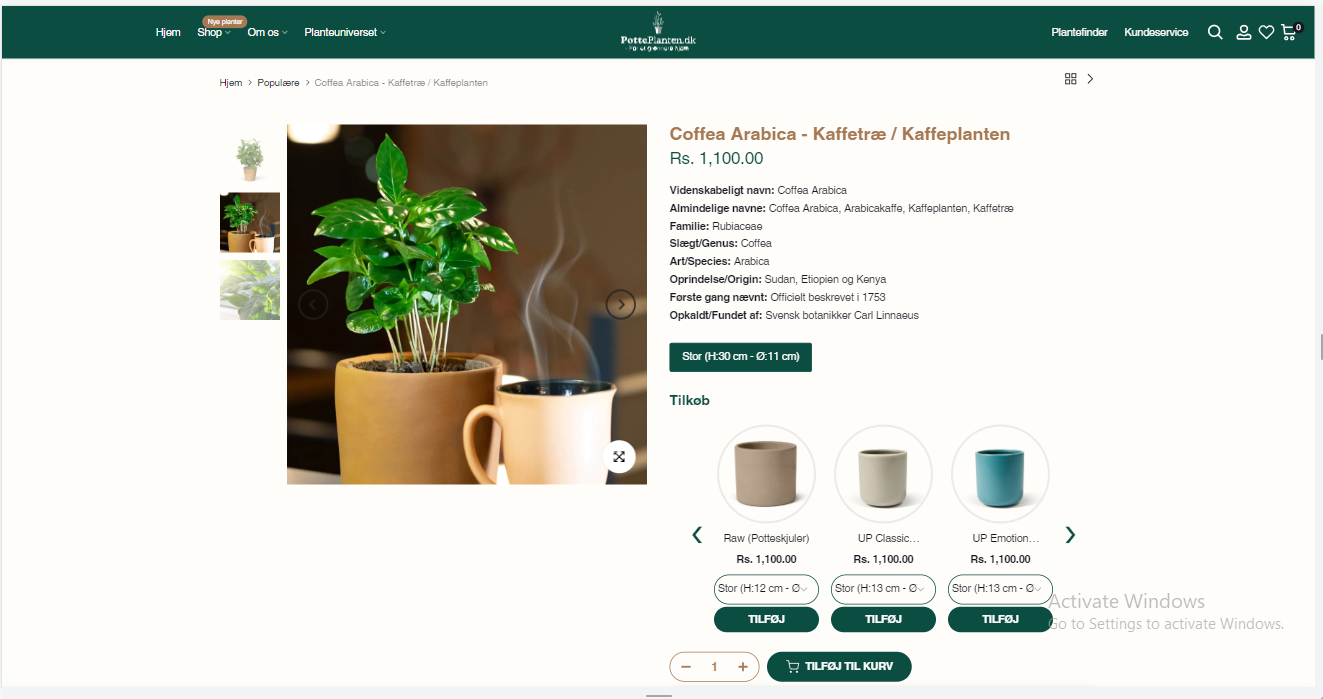 Nye planter
Hjem Shop Om os Planteuniverset
PottePlanten.dk
Plantefinder Kundeservice
0
Hjem > Populære > Coffea Arabica - Kaffetræ / Kaffeplanten
Coffea Arabica - Kaffetræ / Kaffeplanten
Rs. 1,100.00
Videnskabeligt navn: Coffea Arabica
Almindelige navne: Coffea Arabica, Arabicakaffe, Kaffeplanten, Kaffetræ
Familie: Rubiaceae
Slægt/Genus: Coffea
Art/Species: Arabica
Oprindelse/Origin: Sudan, Etiopien og Kenya
Første gang nævnt: Officielt beskrevet i 1753
Opkaldt/Fundet af: Svensk botanikker Carl Linnaeus
Stor (H:30 cm - Ø:11 cm)
Tilkøb
Raw (Potteskjuler) UP Classic... UP Emotion...
Rs. 1,100.00 Rs. 1,100.00 Rs. 1,100.00
Stor (H:12 cm - Ø Stor (H:13 cm - Ø Stor (H:13 cm - Ø
TILFØJ TILFØJ TILFØJ
Activate Windows
Go to Settings to activate Windows.
− 1 + TILFØJ TIL KURV